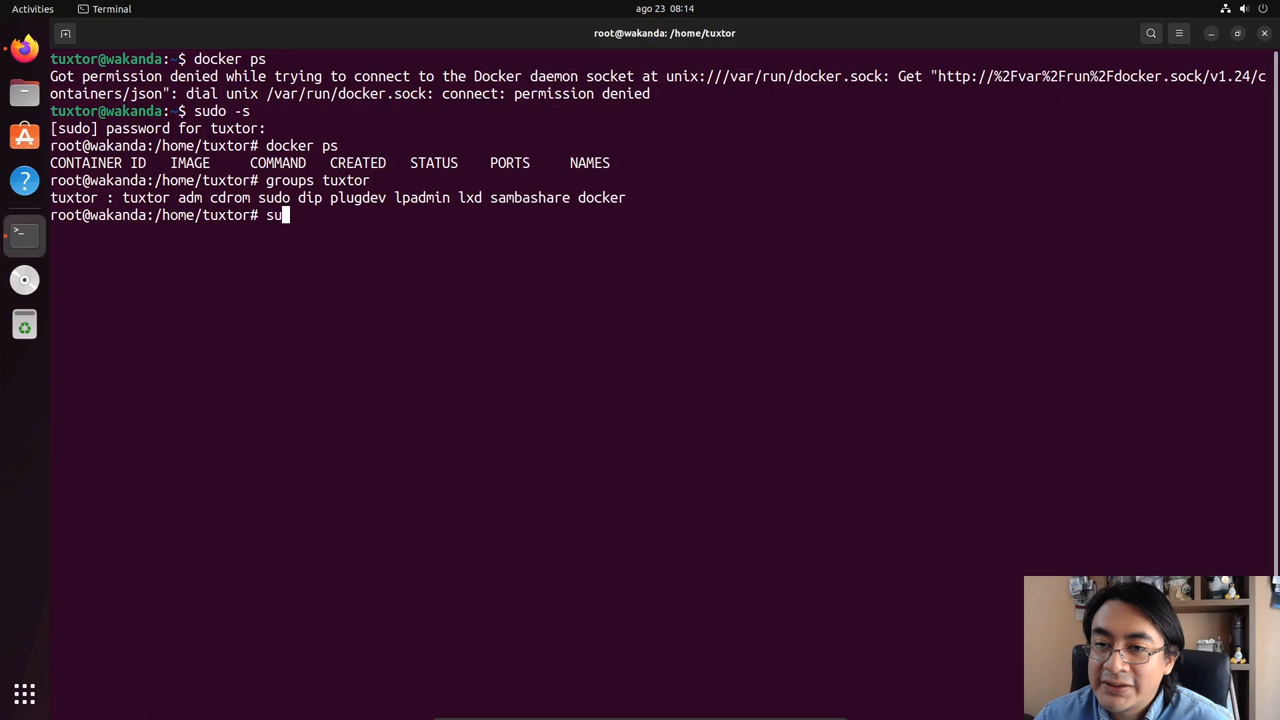 Activities
Terminal
ago 23 08:14
root@wakanda: /home/tuxtor
tuxtor@wakanda:~$ docker ps
Got permission denied while trying to connect to the Docker daemon socket at unix:///var/run/docker.sock: Get "http://%2Fvar%2Frun%2Fdocker.sock/v1.24/c
ontainers/json": dial unix /var/run/docker.sock: connect: permission denied
tuxtor@wakanda:~$ sudo -s
[sudo] password for tuxtor:
root@wakanda:/home/tuxtor# docker ps
CONTAINER ID   IMAGE     COMMAND   CREATED   STATUS    PORTS     NAMES
root@wakanda:/home/tuxtor# groups tuxtor
tuxtor : tuxtor adm cdrom sudo dip plugdev lpadmin lxd sambashare docker
root@wakanda:/home/tuxtor# su